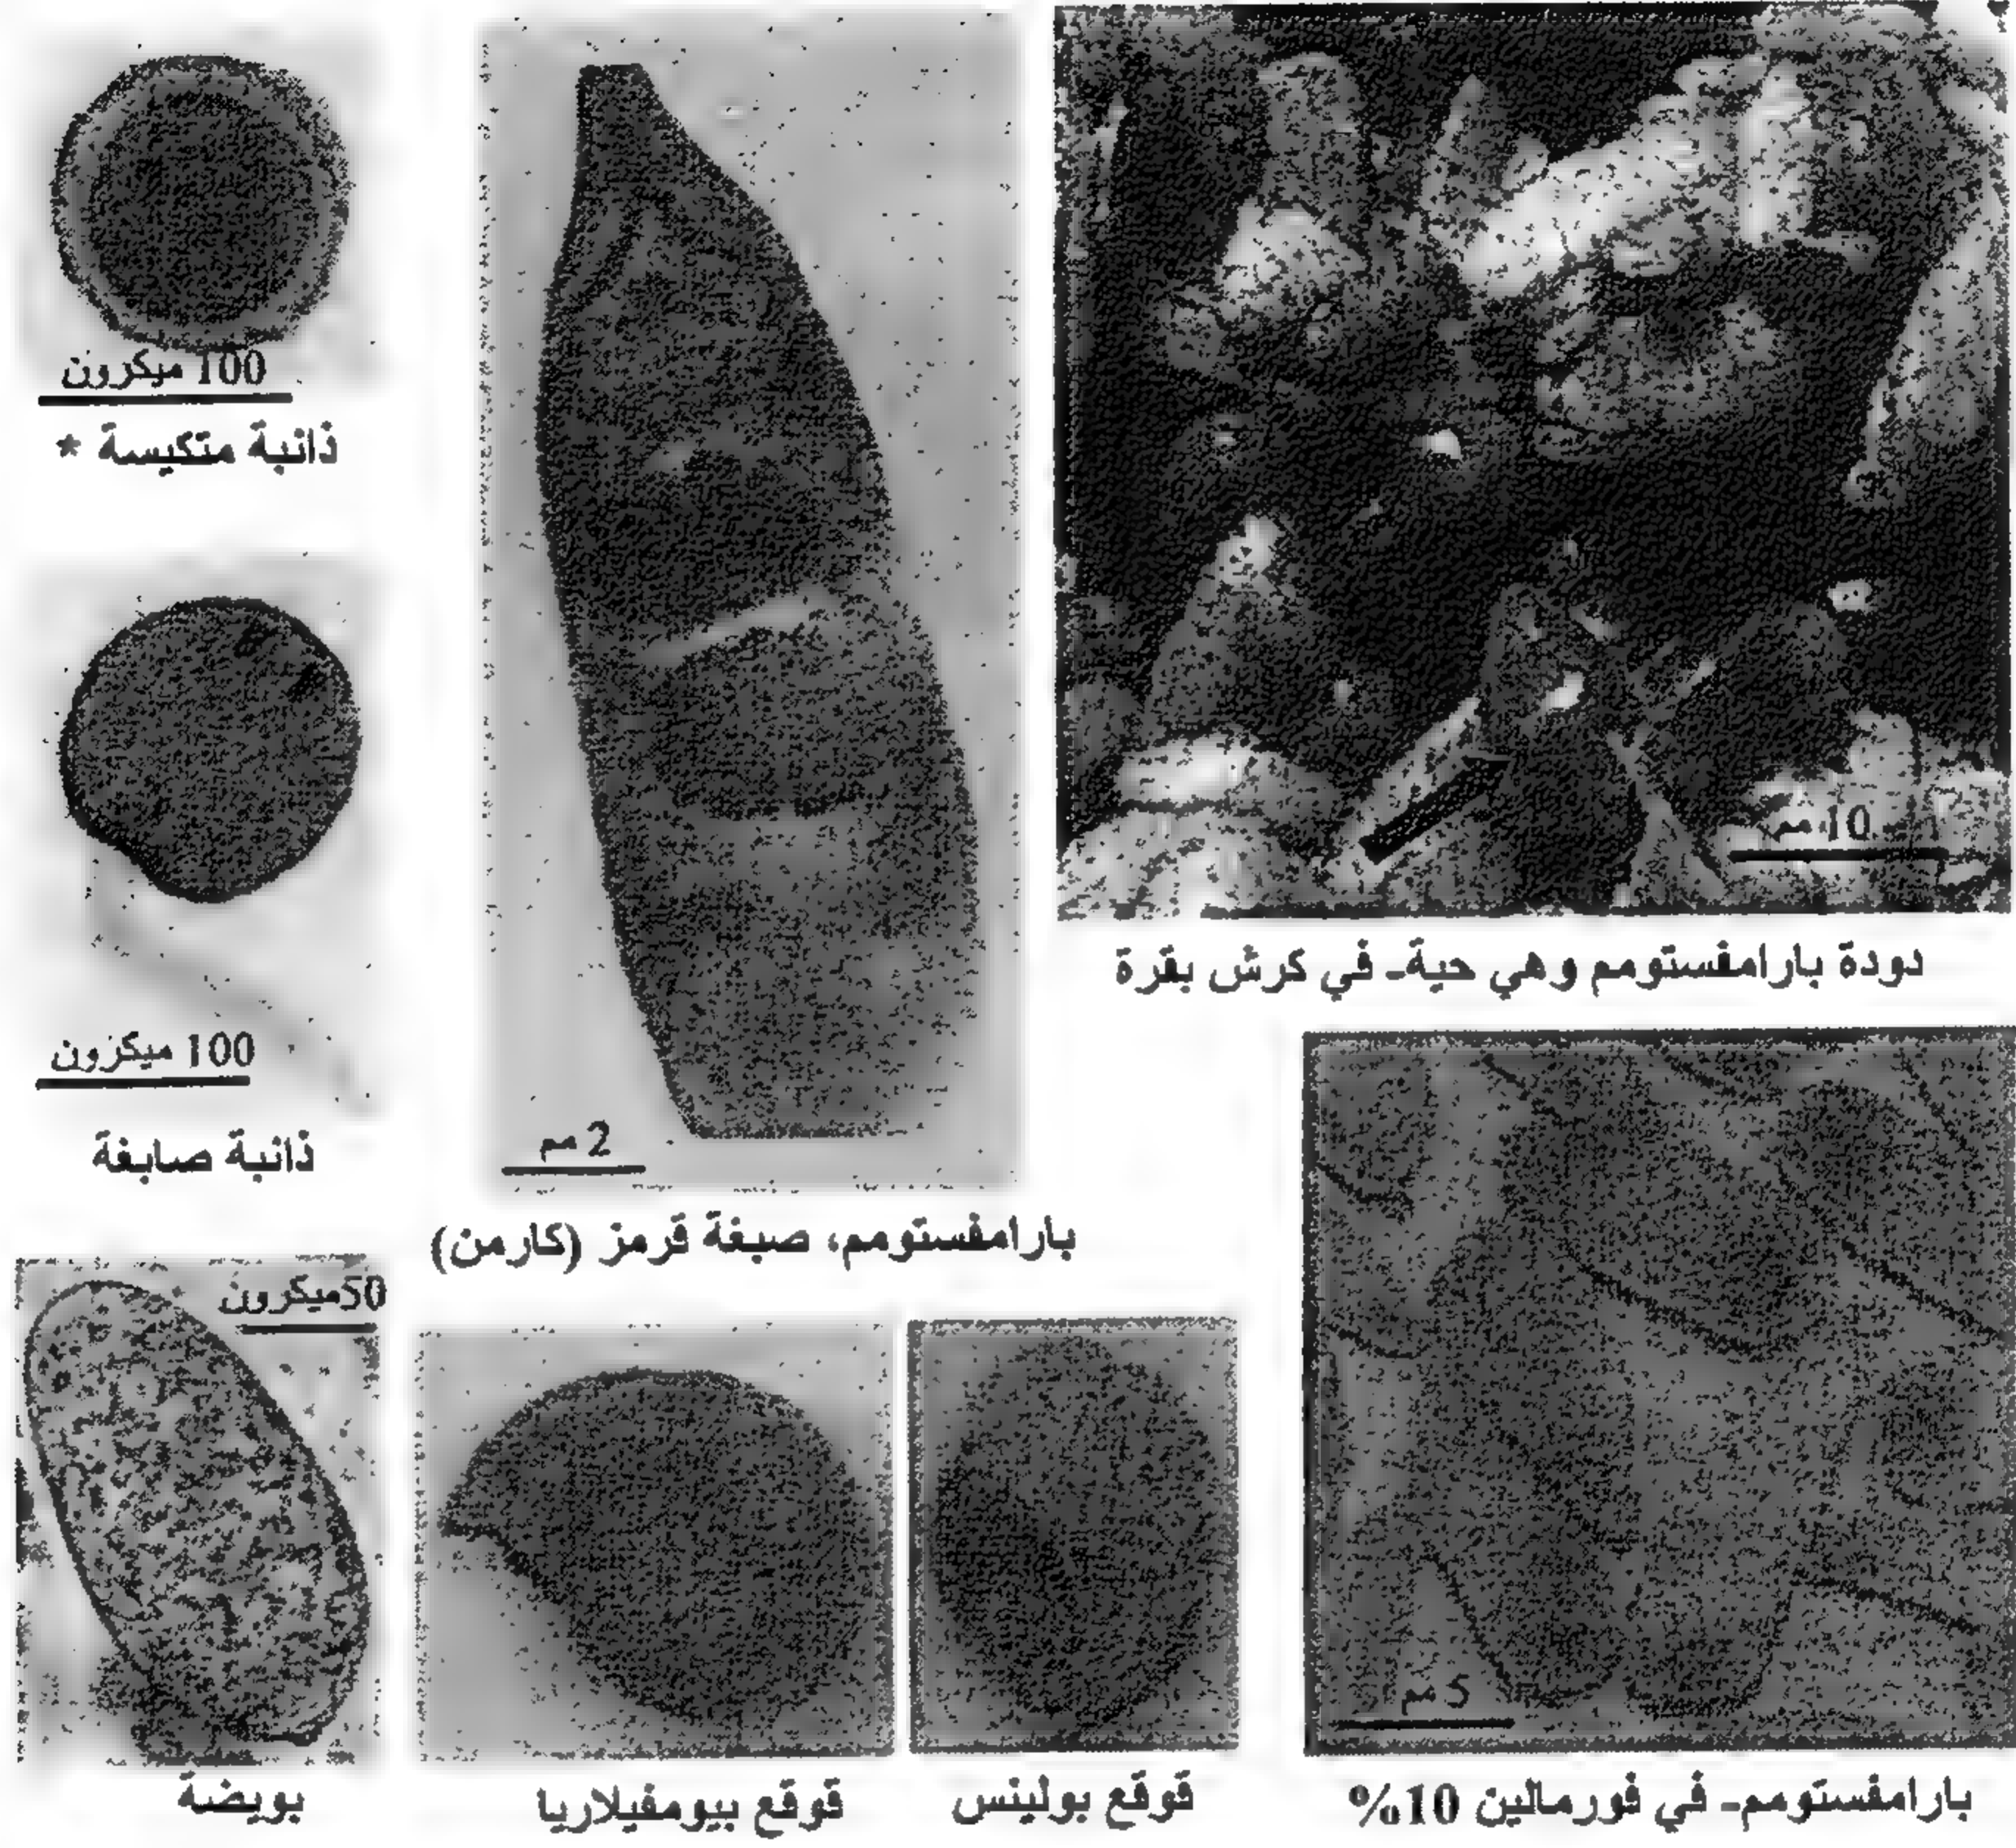 100 ميكرون
ذانبة متكيسة *
10 مم
دودة بارامفستومم وهي حية- في كرش بقرة
100 ميكرون
ذانبة صابغة
2 مم
بارامفستومم، صبغة قرمز (كارمن)
50ميكرون
بويضة
قوقع بيومفيلاريا
قوقع بولينس
5 مم
بارامفستومم- في فورمالين 10%